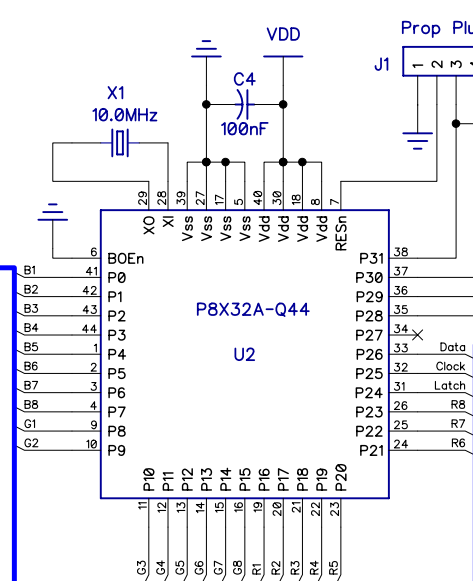 Prop Plu
VDD
J1
1 2 3 4
C4
X1
10.0MHz
100nF
29 28 39 27 17 5 40 30 18 8 7
XO XI Vss Vss Vss Vss Vdd Vdd Vdd Vdd RESn
6 BOEn P31 38
B1 41 P0 P30 37
B2 42 P1 P29 36
B3 43 P2 P8X32A-Q44 P28 35
B4 44 P3 P27 34
B5 1 P4 U2 P26 33 Data
B6 2 P5 P25 32 Clock
B7 3 P6 P24 31 Latch
B8 4 P7 P23 26 R8
G1 9 P8 P22 25 R7
G2 10 P9 P21 24 R6
P10 P11 P12 P13 P14 P15 P16 P17 P18 P19 P20
11 12 13 14 15 16 19 20 21 22 23
G3 G4 G5 G6 G7 G8 R1 R2 R3 R4 R5